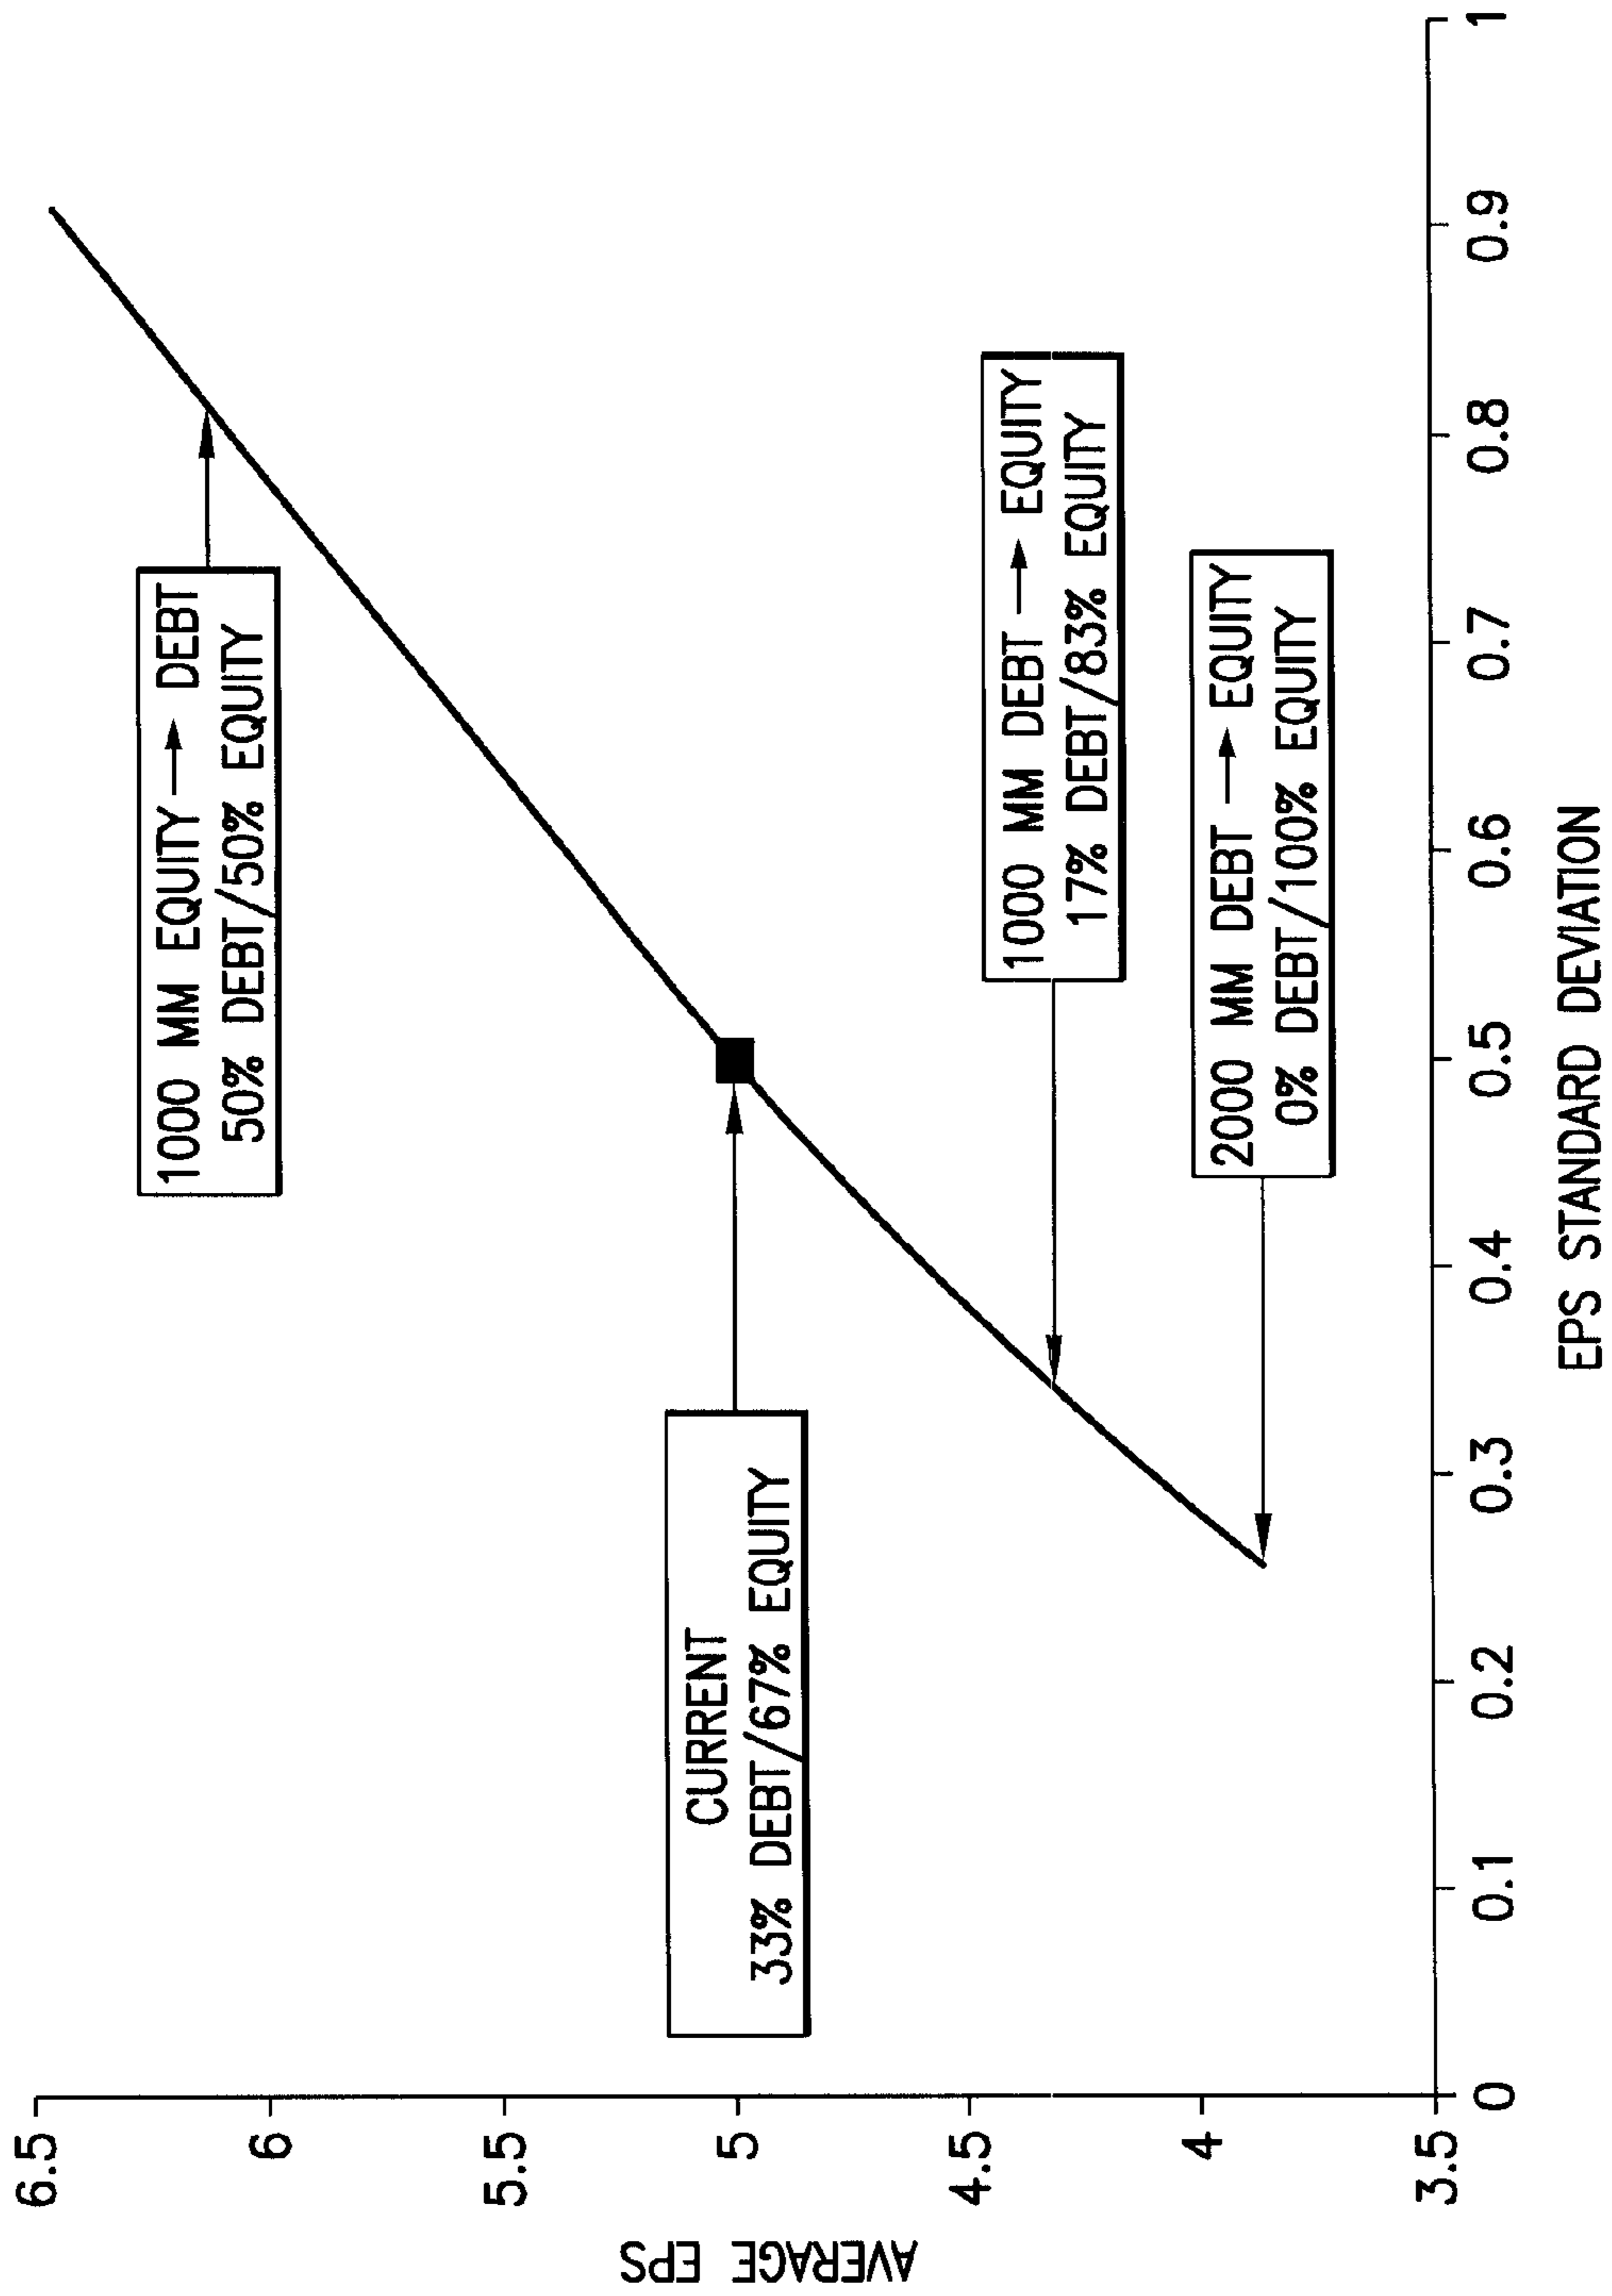 6.5
6
5.5
5
4.5
4
3.5
AVERAGE EPS
1000 MM EQUITY → DEBT
50% DEBT/50% EQUITY
CURRENT
33% DEBT/67% EQUITY
1000 MM DEBT → EQUITY
17% DEBT/83% EQUITY
2000 MM DEBT → EQUITY
0% DEBT/100% EQUITY
0
0.1
0.2
0.3
0.4
0.5
0.6
0.7
0.8
0.9
1
EPS STANDARD DEVIATION